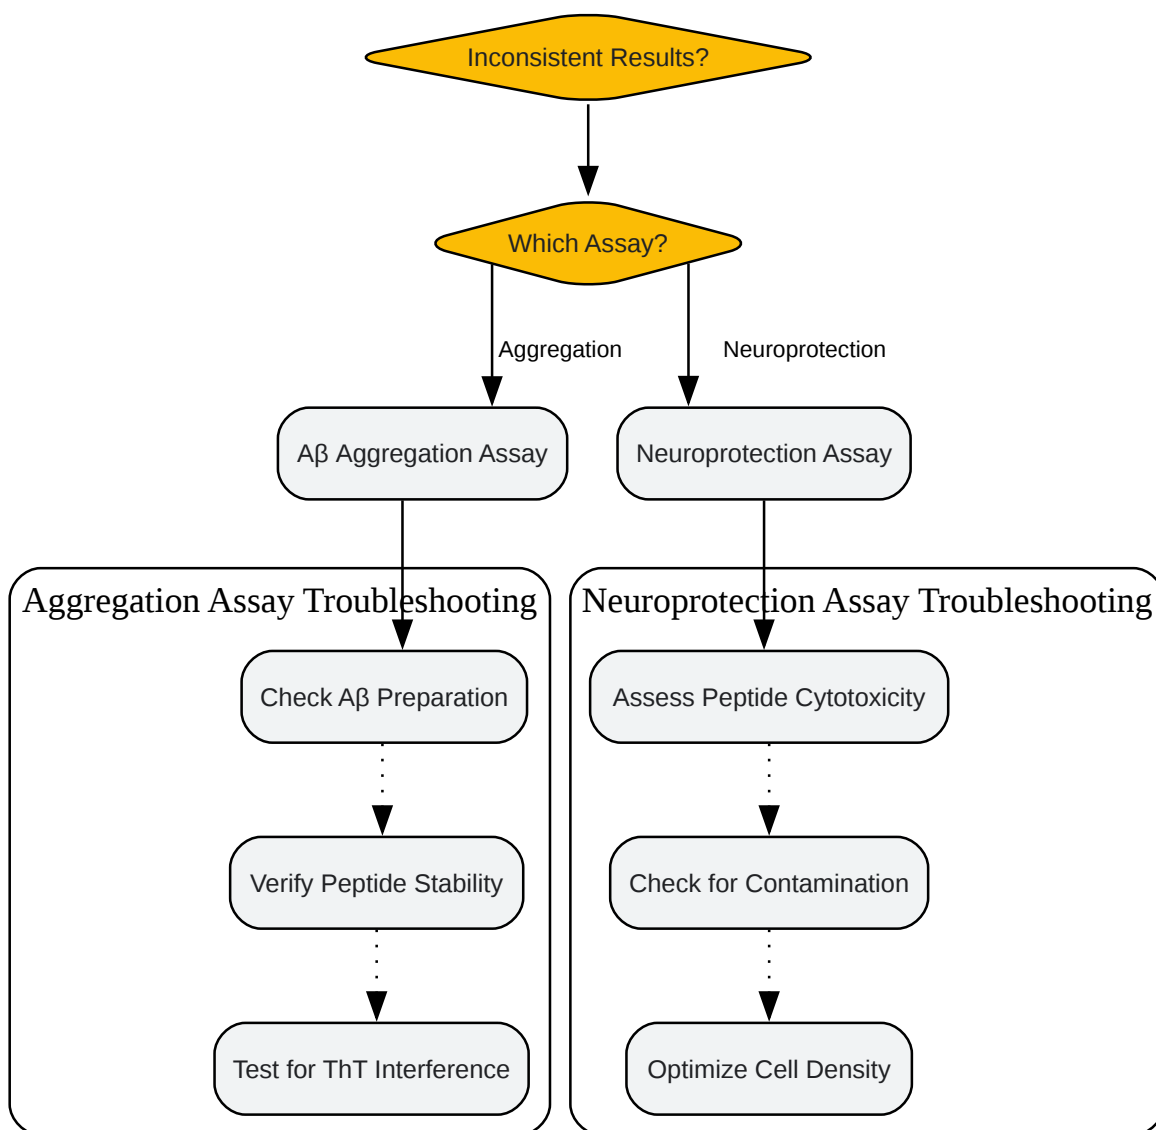 Inconsistent Results?
Which Assay?
Aggregation
Neuroprotection
Aβ Aggregation Assay
Neuroprotection Assay
Aggregation Assay Troubleshooting
Neuroprotection Assay Troubleshooting
Check Aβ Preparation
Assess Peptide Cytotoxicity
Verify Peptide Stability
Check for Contamination
Test for ThT Interference
Optimize Cell Density